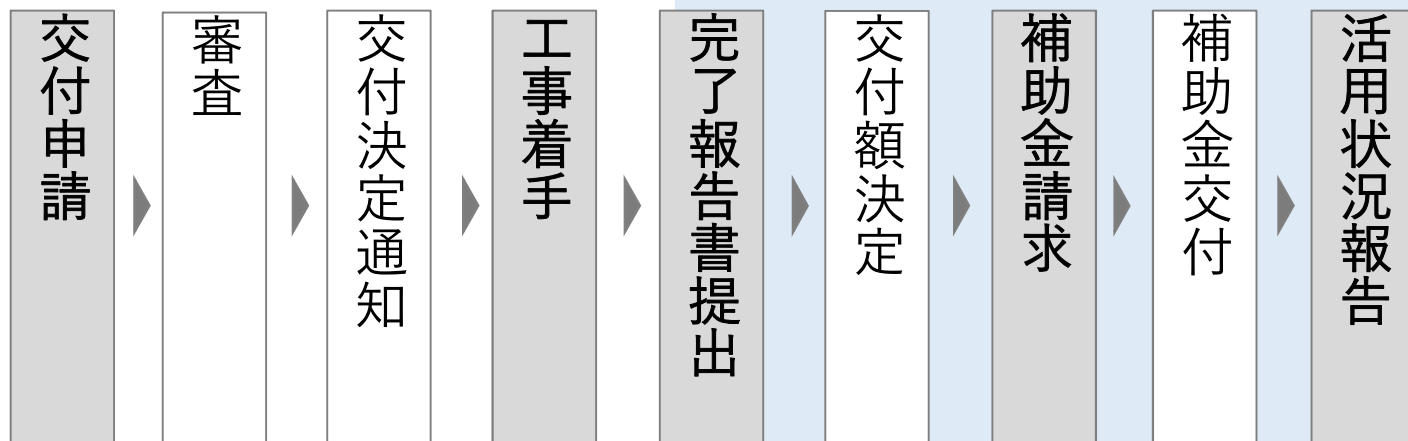 交付申請
審査
交付決定通知
工事着手
完了報告書提出
交付額決定
補助金請求
補助金交付
活用状況報告